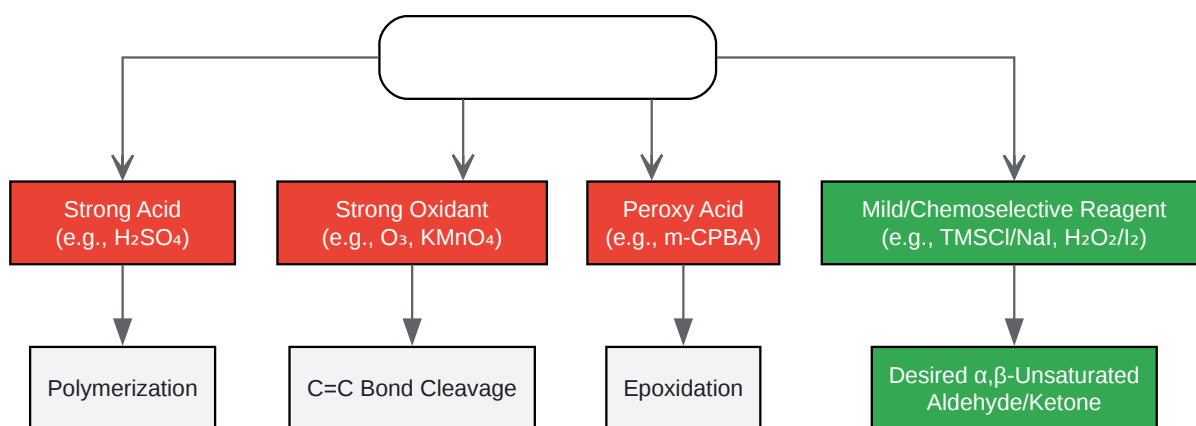 Strong Acid
(e.g., H₂SO₄)
Strong Oxidant
(e.g., O₃, KMnO₄)
Peroxy Acid
(e.g., m-CPBA)
Mild/Chemoselective Reagent
(e.g., TMSCl/NaI, H₂O₂/I₂)
Polymerization
C=C Bond Cleavage
Epoxidation
Desired α,β-Unsaturated
Aldehyde/Ketone